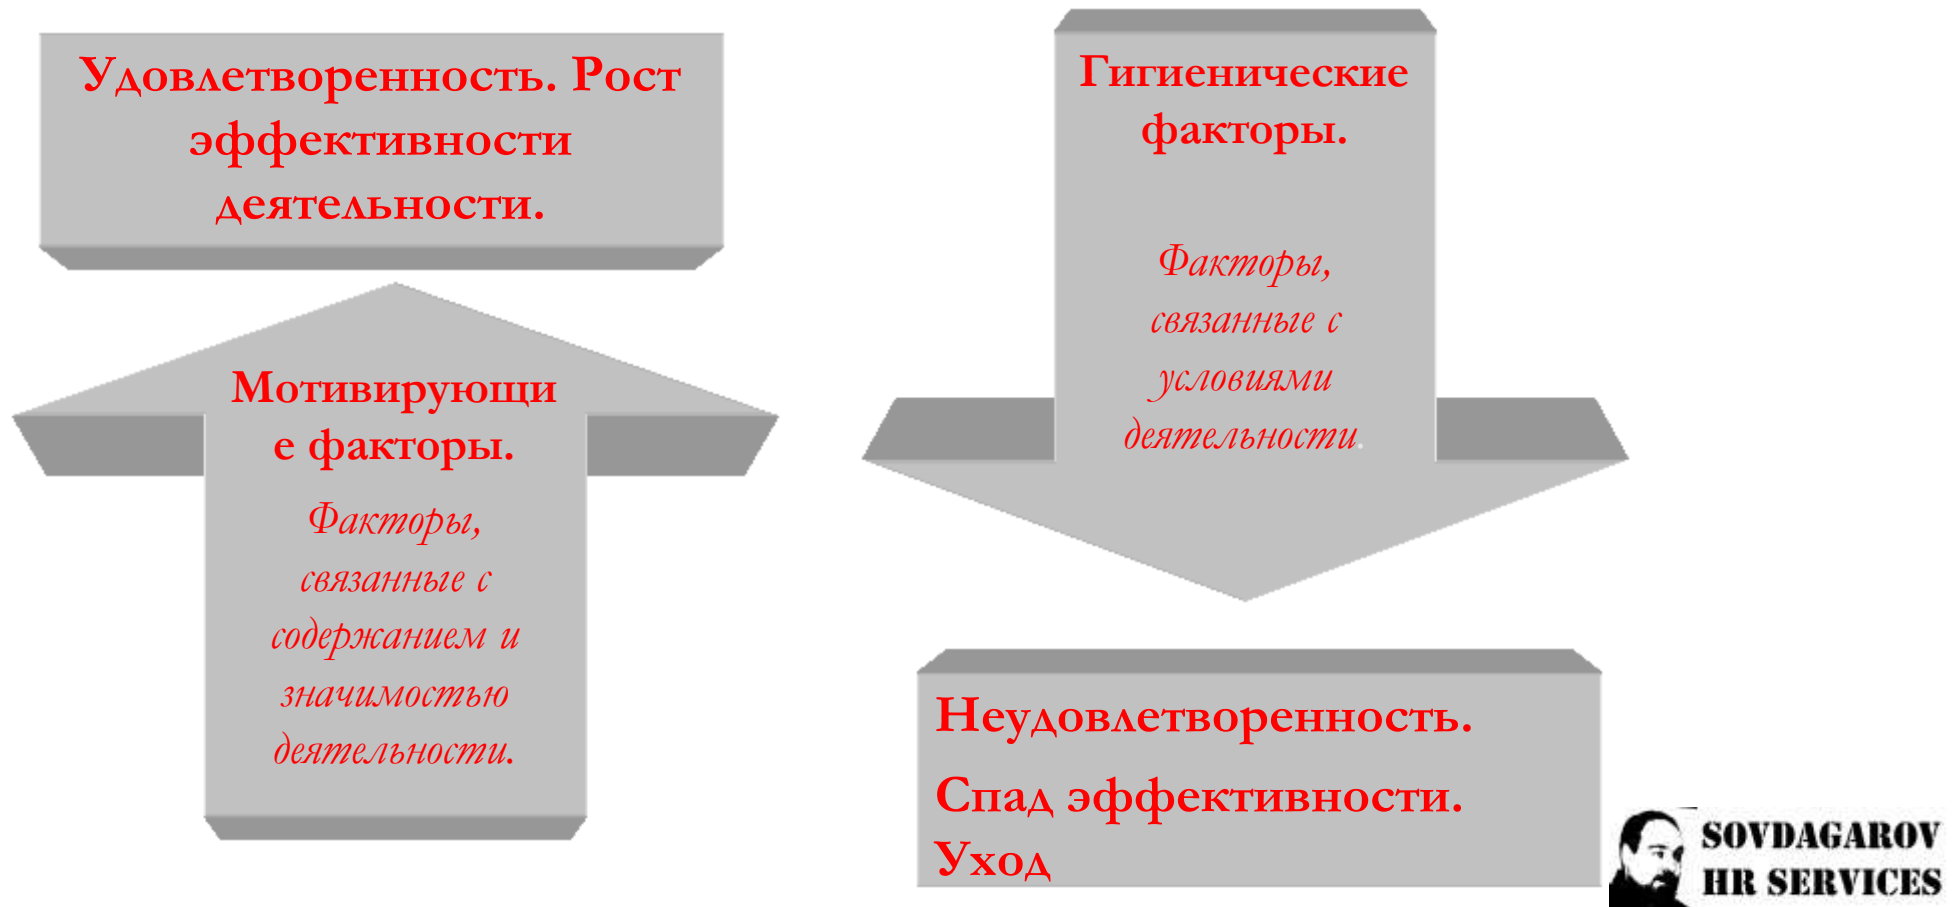 Удовлетворенность. Рост
эффективности
деятельности.
Мотивирующи
е факторы.
Факторы,
связанные с
содержанием и
значимостью
деятельности.
Гигиенические
факторы.
Факторы,
связанные с
условиями
деятельности.
Неудовлетворенность.
Спад эффективности.
Уход
SOVDAGAROV
HR SERVICES